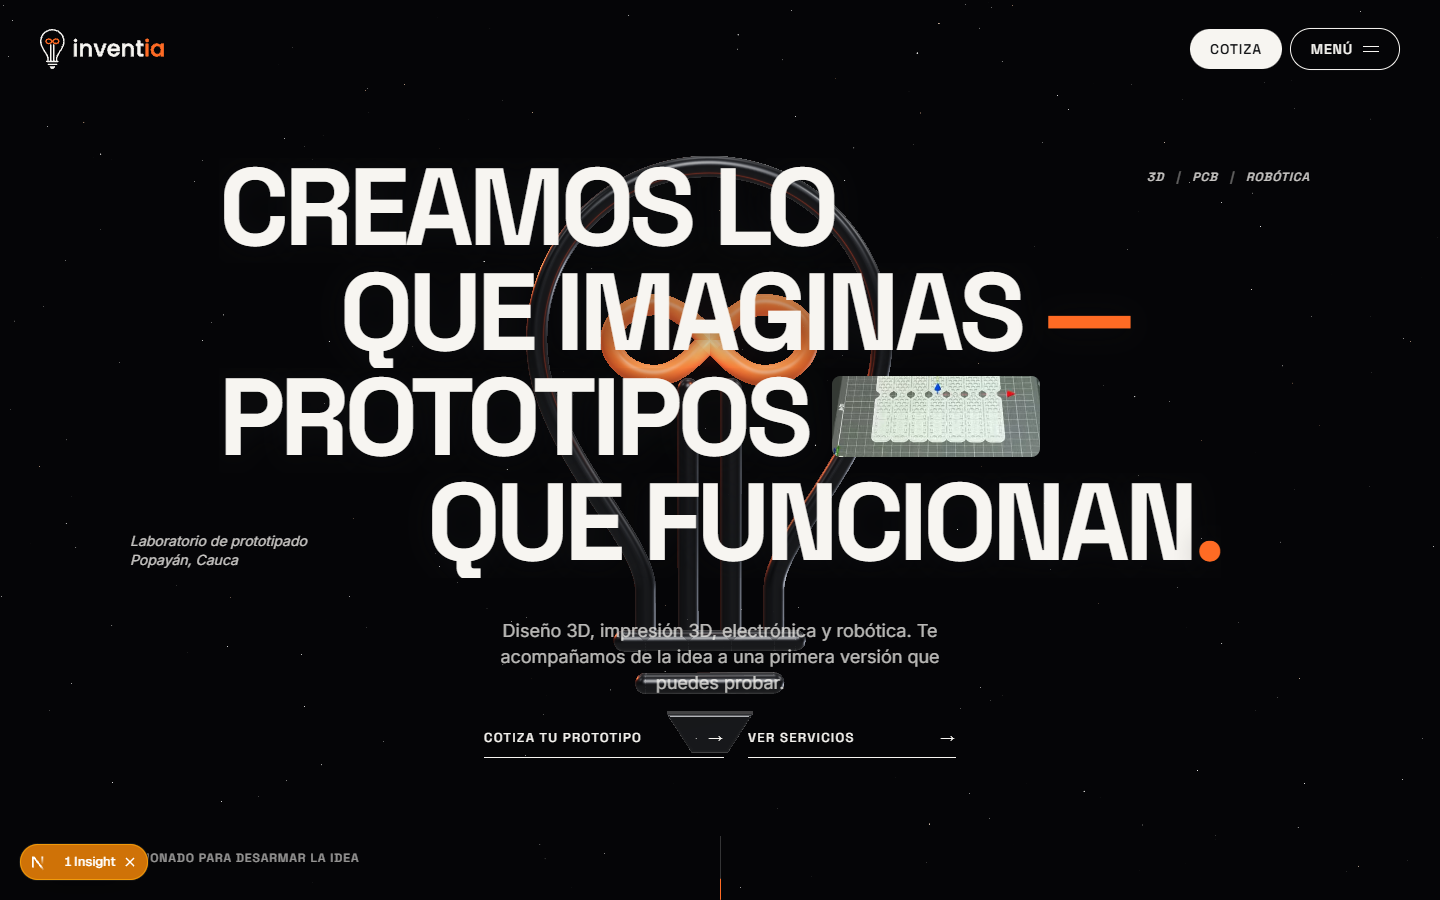 inventia
COTIZA
MENÚ
3D / PCB / ROBÓTICA
CREAMOS LO
QUE IMAGINAS —
PROTOTIPOS
QUE FUNCIONAN.
Laboratorio de prototipado
Popayán, Cauca
Diseño 3D, impresión 3D, electrónica y robótica. Te
acompañamos de la idea a una primera versión que
puedes probar.
COTIZA TU PROTOTIPO →
VER SERVICIOS →
1 Insight
PARA DESARMAR LA IDEA